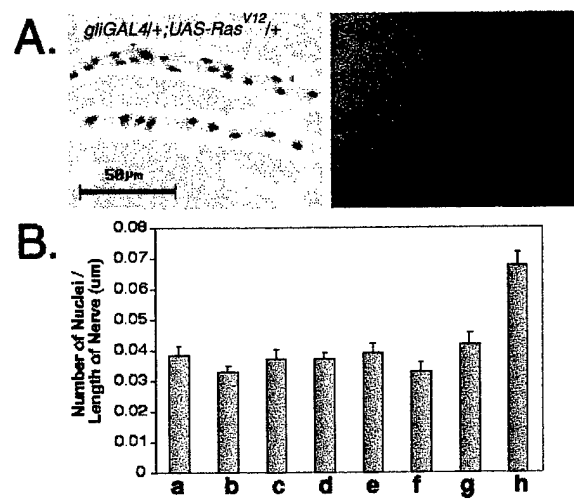 A.
gliGAL4/+;UAS-Ras^V12/+
50µm
B.
Number of Nuclei /
Length of Nerve (um)
0.08
0.07
0.06
0.05
0.04
0.03
0.02
0.01
0
a b c d e f g h